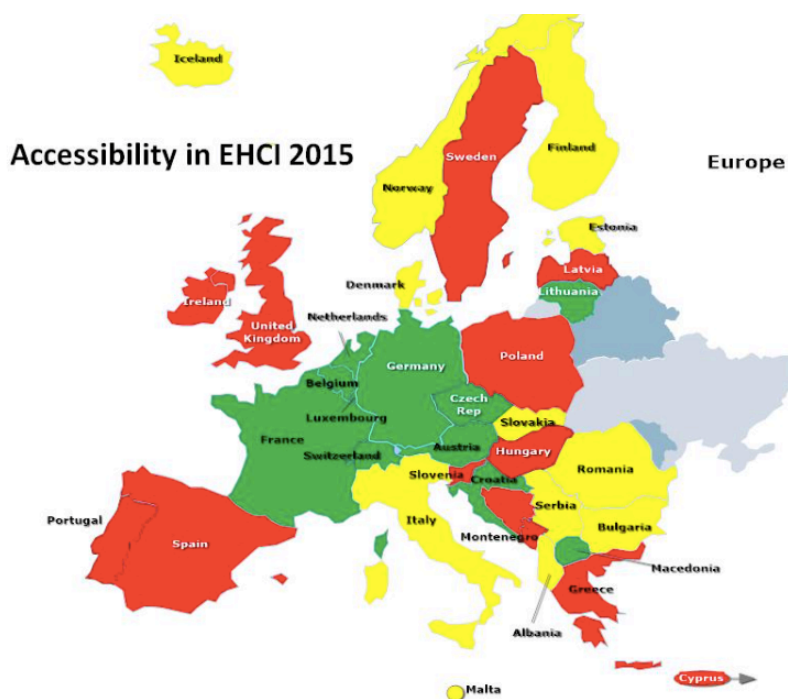 Iceland
Accessibility in EHCI 2015
Europe
Sweden
Finland
Norway
Estonia
Latvia
Lithuania
Denmark
Ireland
United
Kingdom
Netherlands
Poland
Germany
Belgium
Czech
Rep
Luxembourg
Slovakia
France
Austria
Switzerland
Hungary
Romania
Slovenia
Croatia
Serbia
Portugal
Spain
Italy
Bulgaria
Montenegro
Macedonia
Greece
Albania
Cyprus
Malta